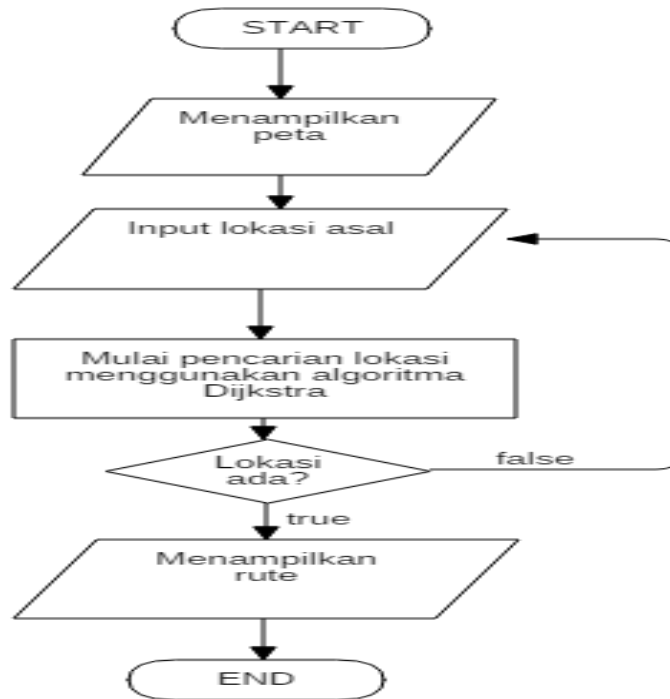 START
Menampilkan
peta
Input lokasi asal
Mulai pencarian lokasi
menggunakan algoritma
Dijkstra
Lokasi
ada?
false
true
Menampilkan
rute
END